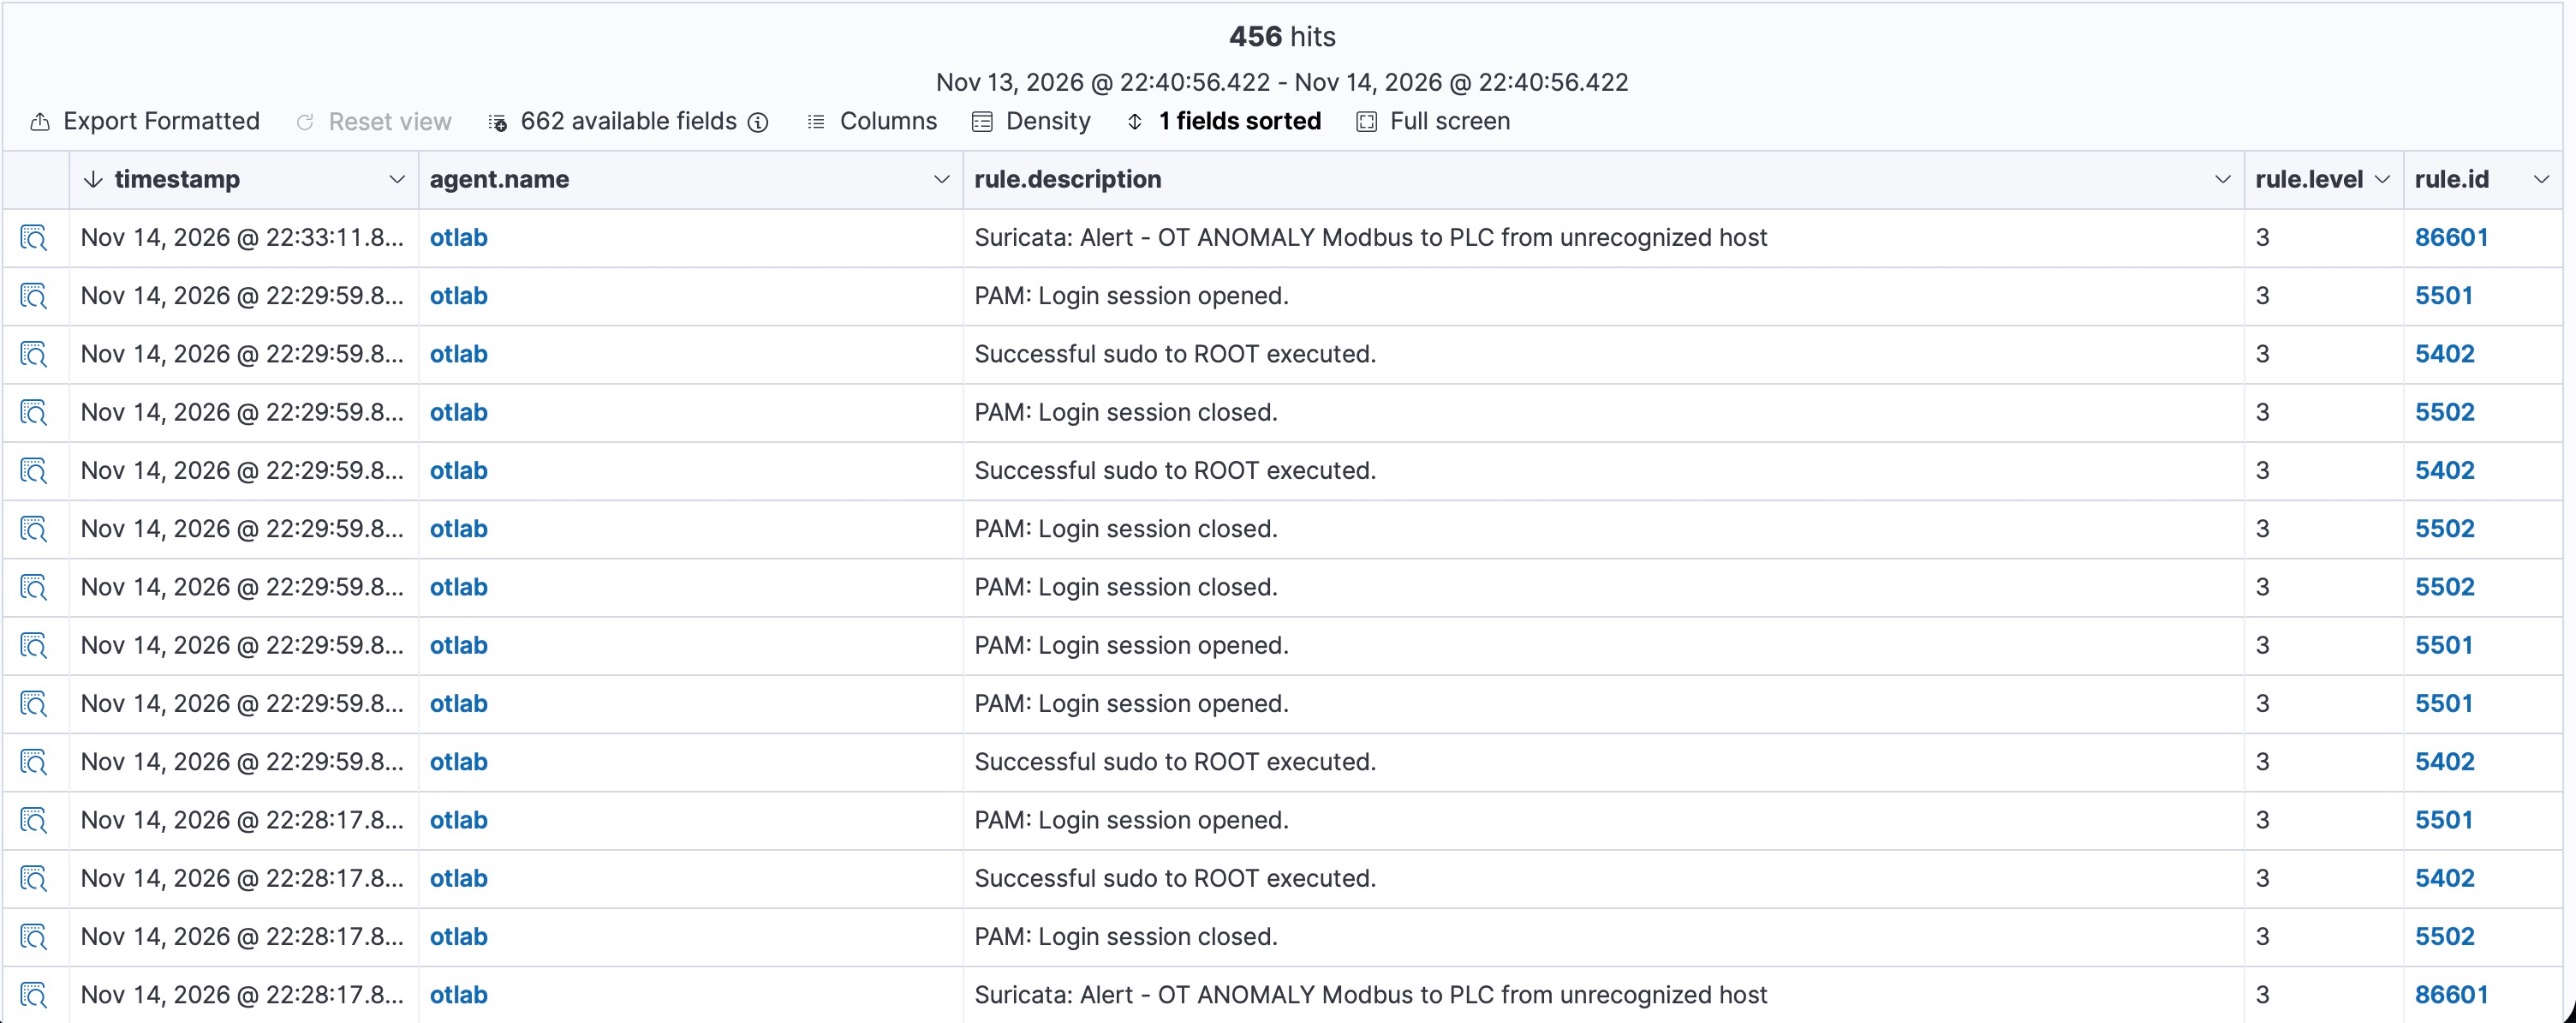 456 hits
Nov 13, 2026 @ 22:40:56.422 - Nov 14, 2026 @ 22:40:56.422
Export Formatted Reset view 662 available fields Columns Density 1 fields sorted Full screen
timestamp agent.name rule.description rule.level rule.id
Nov 14, 2026 @ 22:33:11.8... otlab Suricata: Alert - OT ANOMALY Modbus to PLC from unrecognized host 3 86601
Nov 14, 2026 @ 22:29:59.8... otlab PAM: Login session opened. 3 5501
Nov 14, 2026 @ 22:29:59.8... otlab Successful sudo to ROOT executed. 3 5402
Nov 14, 2026 @ 22:29:59.8... otlab PAM: Login session closed. 3 5502
Nov 14, 2026 @ 22:29:59.8... otlab Successful sudo to ROOT executed. 3 5402
Nov 14, 2026 @ 22:29:59.8... otlab PAM: Login session closed. 3 5502
Nov 14, 2026 @ 22:29:59.8... otlab PAM: Login session closed. 3 5502
Nov 14, 2026 @ 22:29:59.8... otlab PAM: Login session opened. 3 5501
Nov 14, 2026 @ 22:29:59.8... otlab PAM: Login session opened. 3 5501
Nov 14, 2026 @ 22:29:59.8... otlab Successful sudo to ROOT executed. 3 5402
Nov 14, 2026 @ 22:28:17.8... otlab PAM: Login session opened. 3 5501
Nov 14, 2026 @ 22:28:17.8... otlab Successful sudo to ROOT executed. 3 5402
Nov 14, 2026 @ 22:28:17.8... otlab PAM: Login session closed. 3 5502
Nov 14, 2026 @ 22:28:17.8... otlab Suricata: Alert - OT ANOMALY Modbus to PLC from unrecognized host 3 86601